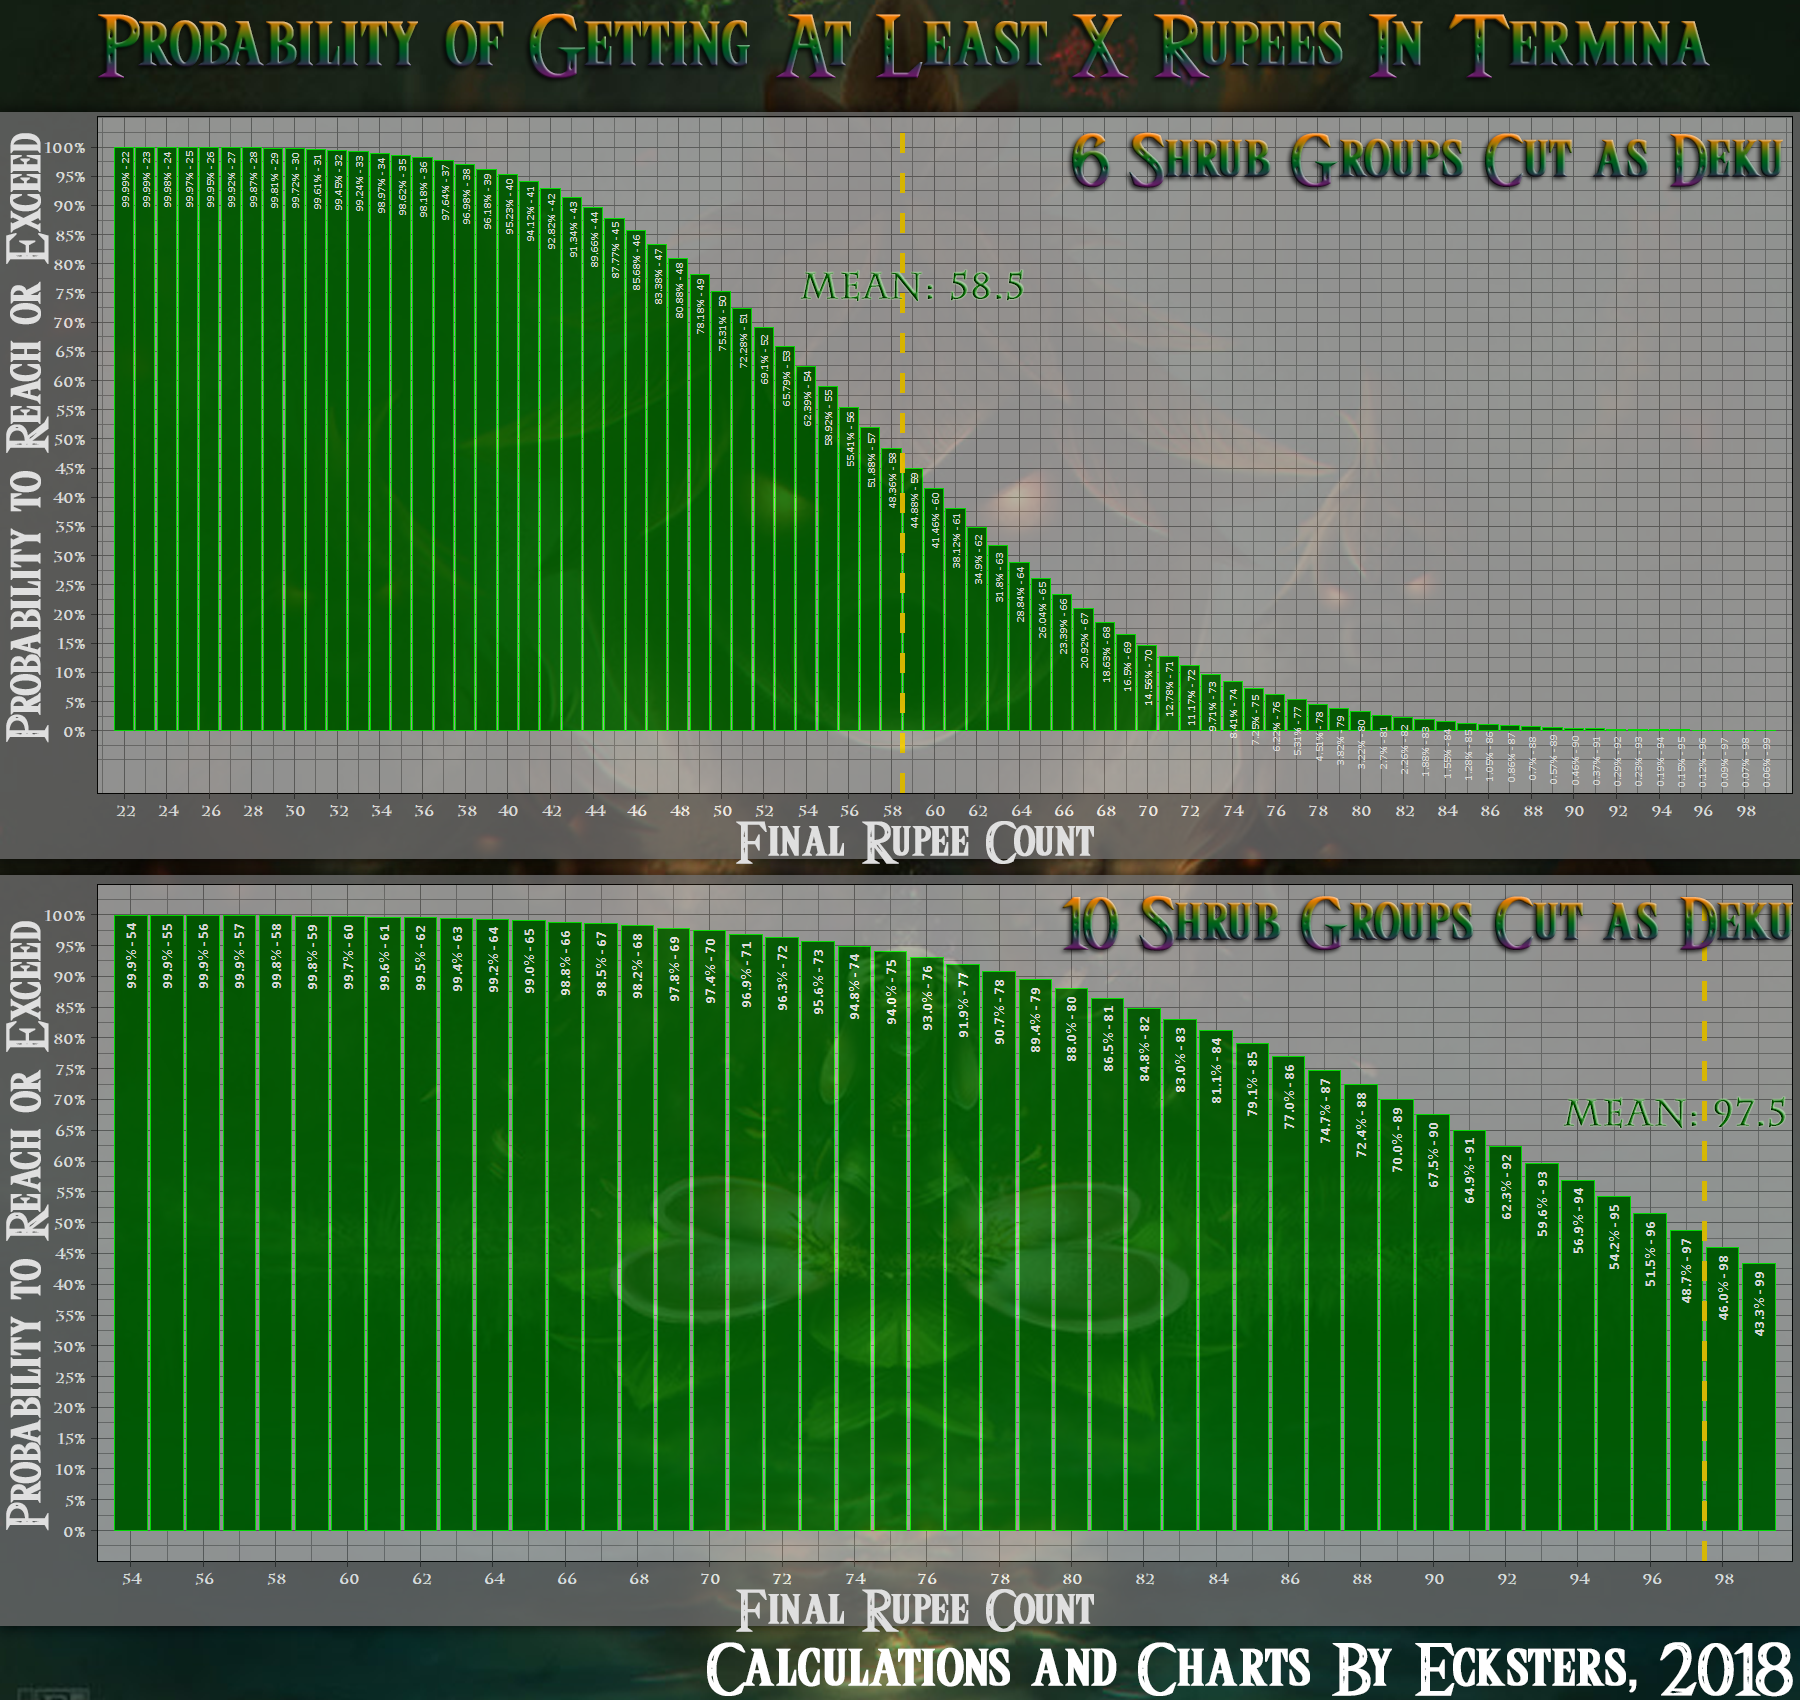 Probability of Getting At Least X Rupees In Termina
6 Shrub Groups Cut as Deku
Probability to Reach or Exceed
100%
95%
90%
85%
80%
75%
70%
65%
60%
55%
50%
45%
40%
35%
30%
25%
20%
15%
10%
5%
0%
99.99% - 22
99.99% - 23
99.98% - 24
99.97% - 25
99.95% - 26
99.92% - 27
99.87% - 28
99.81% - 29
99.72% - 30
99.61% - 31
99.45% - 32
99.24% - 33
98.97% - 34
98.62% - 35
98.18% - 36
97.64% - 37
96.98% - 38
96.18% - 39
95.23% - 40
94.12% - 41
92.82% - 42
91.34% - 43
89.66% - 44
87.77% - 45
85.68% - 46
83.38% - 47
80.88% - 48
78.18% - 49
75.31% - 50
72.28% - 51
69.1% - 52
65.79% - 53
62.39% - 54
58.92% - 55
55.41% - 56
51.88% - 57
48.36% - 58
44.88% - 59
41.46% - 60
38.12% - 61
34.9% - 62
31.8% - 63
28.84% - 64
26.04% - 65
23.39% - 66
20.92% - 67
18.63% - 68
16.5% - 69
14.56% - 70
12.78% - 71
11.17% - 72
9.71% - 73
8.41% - 74
7.25% - 75
6.22% - 76
5.31% - 77
4.51% - 78
3.82% - 79
3.22% - 80
2.7% - 81
2.26% - 82
1.88% - 83
1.55% - 84
1.28% - 85
1.05% - 86
0.86% - 87
0.7% - 88
0.57% - 89
0.46% - 90
0.37% - 91
0.29% - 92
0.23% - 93
0.19% - 94
0.15% - 95
0.12% - 96
0.09% - 97
0.07% - 98
0.06% - 99
Mean: 58.5
22 24 26 28 30 32 34 36 38 40 42 44 46 48 50 52 54 56 58 60 62 64 66 68 70 72 74 76 78 80 82 84 86 88 90 92 94 96 98
Final Rupee Count
10 Shrub Groups Cut as Deku
Probability to Reach or Exceed
100%
95%
90%
85%
80%
75%
70%
65%
60%
55%
50%
45%
40%
35%
30%
25%
20%
15%
10%
5%
0%
99.9% - 54
99.9% - 55
99.9% - 56
99.9% - 57
99.8% - 58
99.8% - 59
99.7% - 60
99.6% - 61
99.5% - 62
99.4% - 63
99.2% - 64
99.0% - 65
98.8% - 66
98.5% - 67
98.2% - 68
97.8% - 69
97.4% - 70
96.9% - 71
96.3% - 72
95.6% - 73
94.8% - 74
94.0% - 75
93.0% - 76
91.9% - 77
90.7% - 78
89.4% - 79
88.0% - 80
86.5% - 81
84.8% - 82
83.0% - 83
81.1% - 84
79.1% - 85
77.0% - 86
74.7% - 87
72.4% - 88
70.0% - 89
67.5% - 90
64.9% - 91
62.3% - 92
59.6% - 93
56.9% - 94
54.2% - 95
51.5% - 96
48.7% - 97
46.0% - 98
43.3% - 99
Mean: 97.5
54 56 58 60 62 64 66 68 70 72 74 76 78 80 82 84 86 88 90 92 94 96 98
Final Rupee Count
Calculations and Charts By Ecksters, 2018